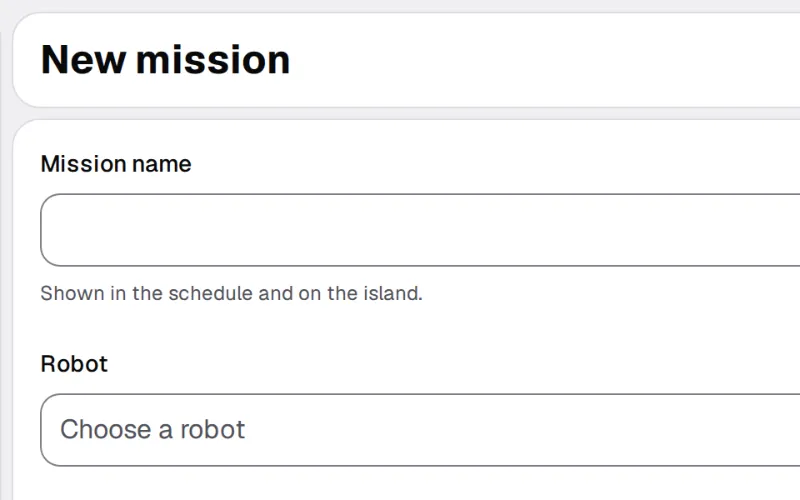 New mission
Mission name
Shown in the schedule and on the island.
Robot
Choose a robot